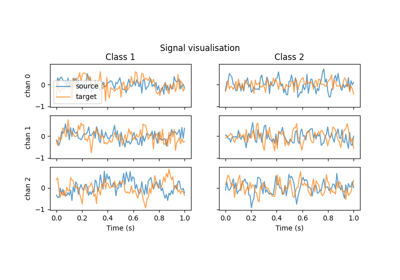 Signal visualisation
Class 1
Class 2
chan 0
0
−1
source
target
chan 1
0
−1
chan 2
0
−1
0.0 0.2 0.4 0.6 0.8 1.0
0.0 0.2 0.4 0.6 0.8 1.0
Time (s)
Time (s)